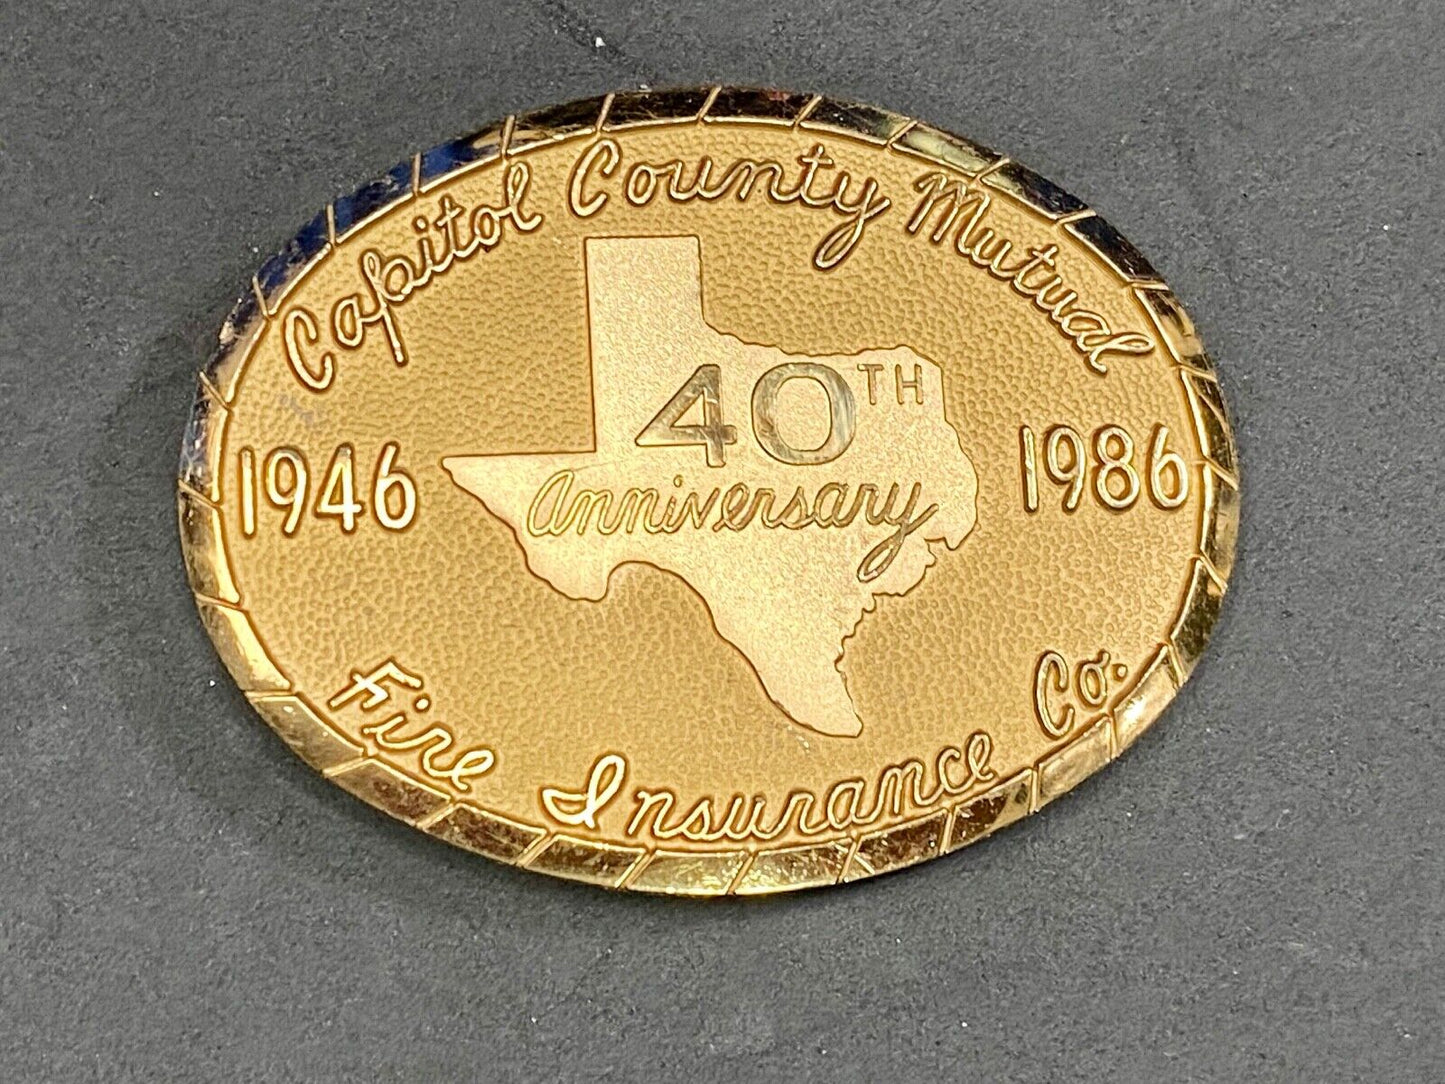 Capitol County Mutual
40TH
Anniversary
1946
1986
Fire Insurance Co.